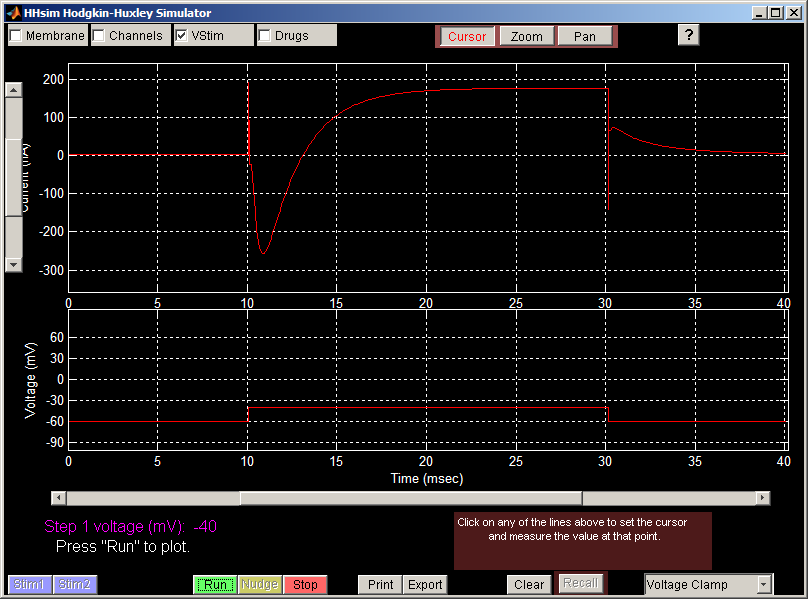 HHsim Hodgkin-Huxley Simulator
Membrane Channels VStim Drugs Cursor Zoom Pan ?
200
100
0
-100
-200
-300
Current (nA)
0 5 10 15 20 25 30 35 40
60
30
0
-30
-60
-90
Voltage (mV)
0 5 10 15 20 25 30 35 40
Time (msec)
Step 1 voltage (mV): -40
Press "Run" to plot.
Click on any of the lines above to set the cursor
and measure the value at that point.
Stim1 Stim2 Run Nudge Stop Print Export Clear Recall Voltage Clamp